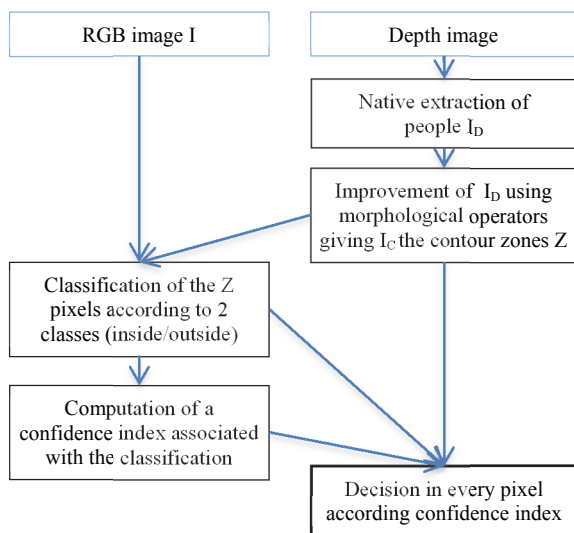 RGB image I
Depth image
Native extraction of
people I_D
Improvement of I_D using
morphological operators
giving I_C the contour zones Z
Classification of the Z
pixels according to 2
classes (inside/outside)
Computation of a
confidence index associated
with the classification
Decision in every pixel
according confidence index